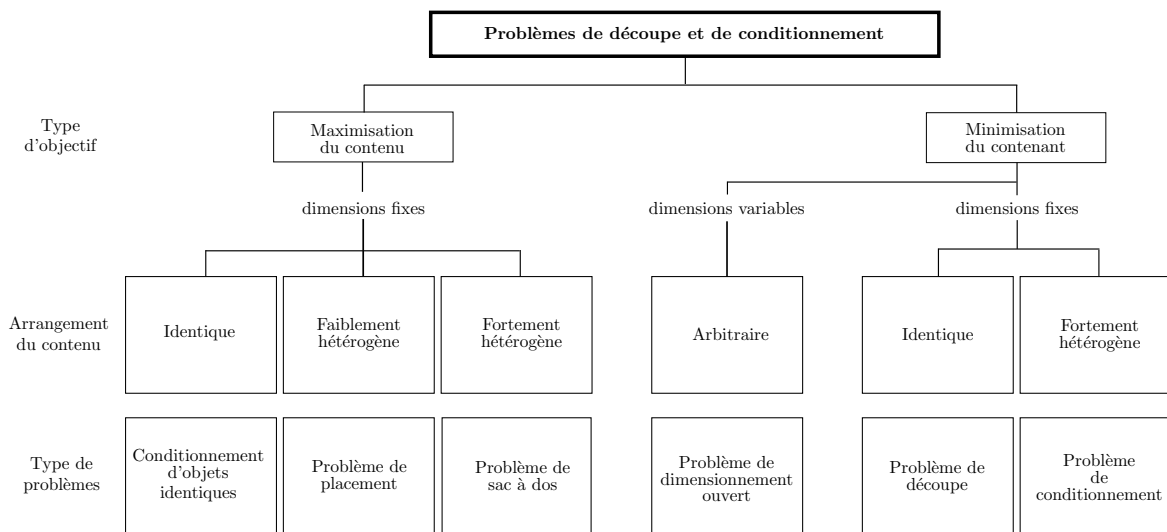 Problèmes de découpe et de conditionnement
Type
d'objectif
Maximisation
du contenu
Minimisation
du contenant
dimensions fixes
dimensions variables
dimensions fixes
Arrangement
du contenu
Identique
Faiblement
hétérogène
Fortement
hétérogène
Arbitraire
Identique
Fortement
hétérogène
Type de
problèmes
Conditionnement
d'objets
identiques
Problème de
placement
Problème de
sac à dos
Problème de
dimensionnement
ouvert
Problème de
découpe
Problème
de
conditionnement